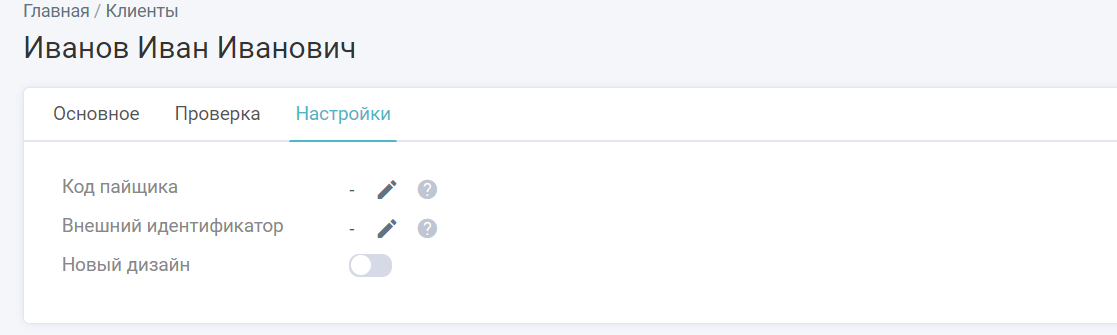 Главная / Клиенты
Иванов Иван Иванович
Основное Проверка Настройки
Код пайщика - ?
Внешний идентификатор - ?
Новый дизайн